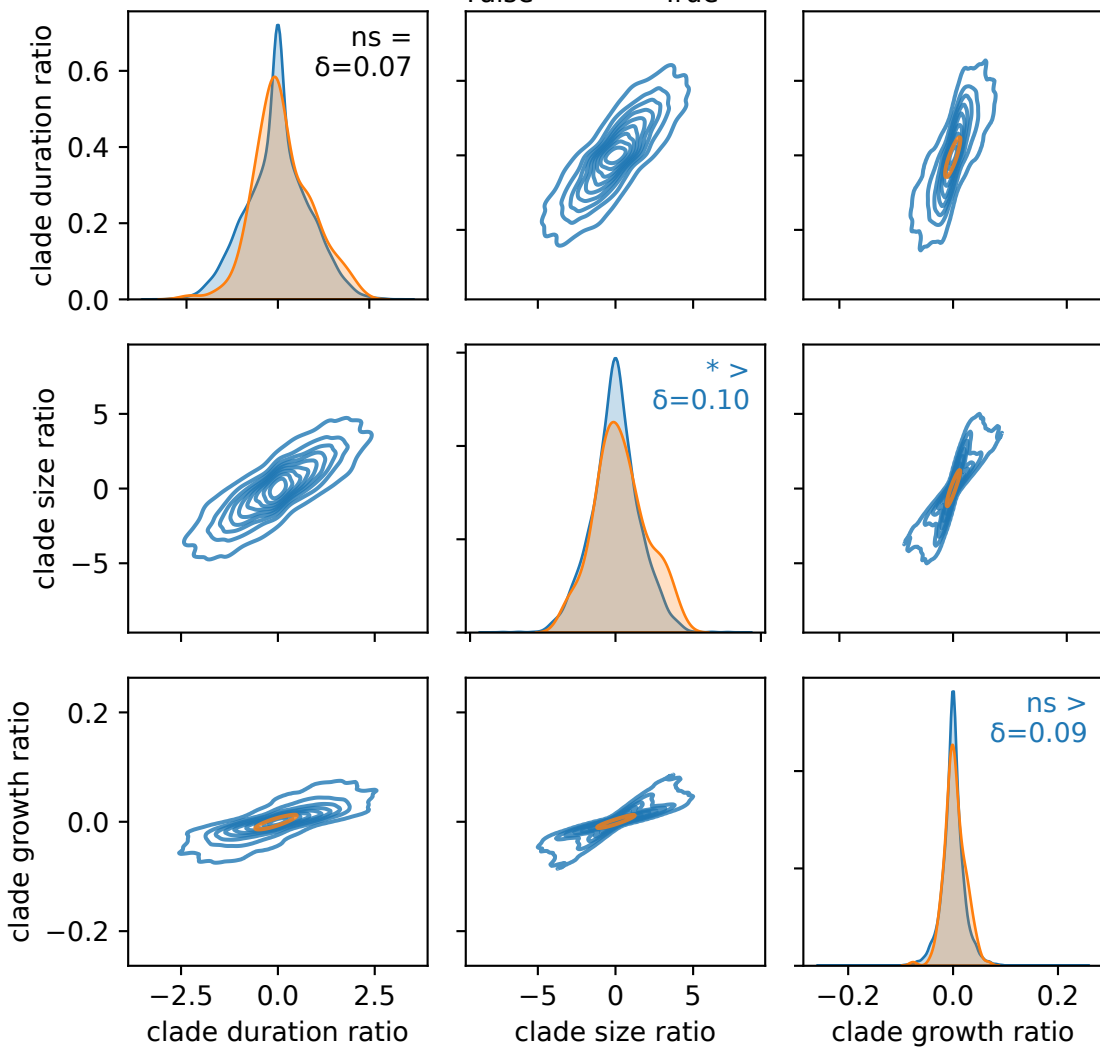 clade duration ratio
0.6
0.4
0.2
0.0
ns =
δ=0.07
clade size ratio
5
0
−5
* >
δ=0.10
clade growth ratio
0.2
0.0
−0.2
ns >
δ=0.09
−2.5 0.0 2.5
−5 0 5
−0.2 0.0 0.2
clade duration ratio
clade size ratio
clade growth ratio